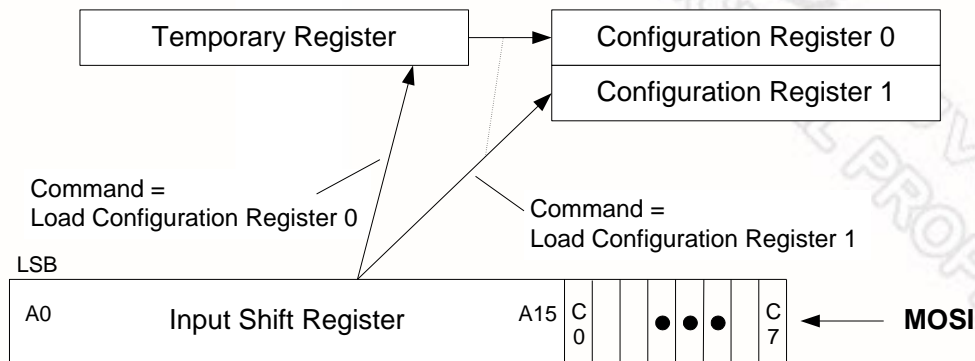 Temporary Register
Configuration Register 0
Configuration Register 1
Command =
Load Configuration Register 0
Command =
Load Configuration Register 1
LSB
A0
Input Shift Register
A15
C
0
C
7
MOSI